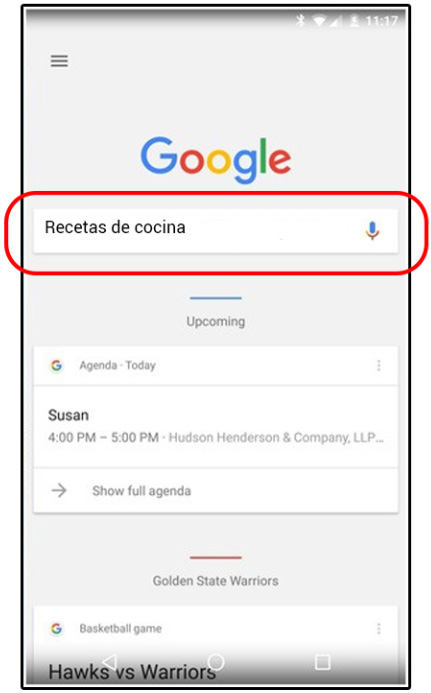 11:17
Google
Recetas de cocina
Upcoming
G Agenda · Today
Susan
4:00 PM – 5:00 PM · Hudson Henderson & Company, LLP...
Show full agenda
Golden State Warriors
G Basketball game
Hawks vs Warriors